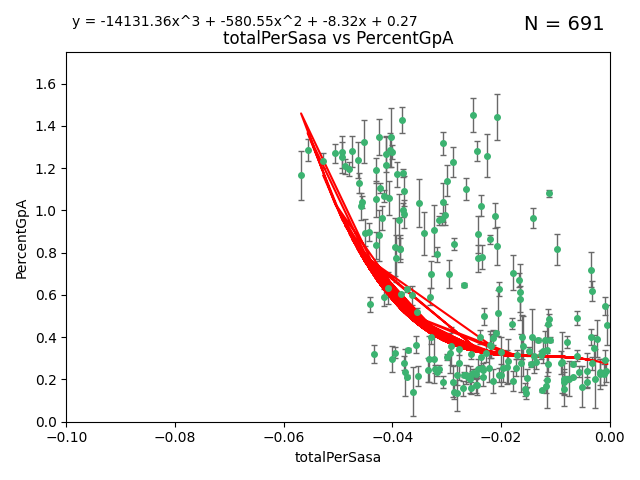 y = -14131.36x^3 + -580.55x^2 + -8.32x + 0.27
N = 691
totalPerSasa vs PercentGpA
PercentGpA
1.6
1.4
1.2
1.0
0.8
0.6
0.4
0.2
0.0
−0.10 −0.08 −0.06 −0.04 −0.02 0.00
totalPerSasa